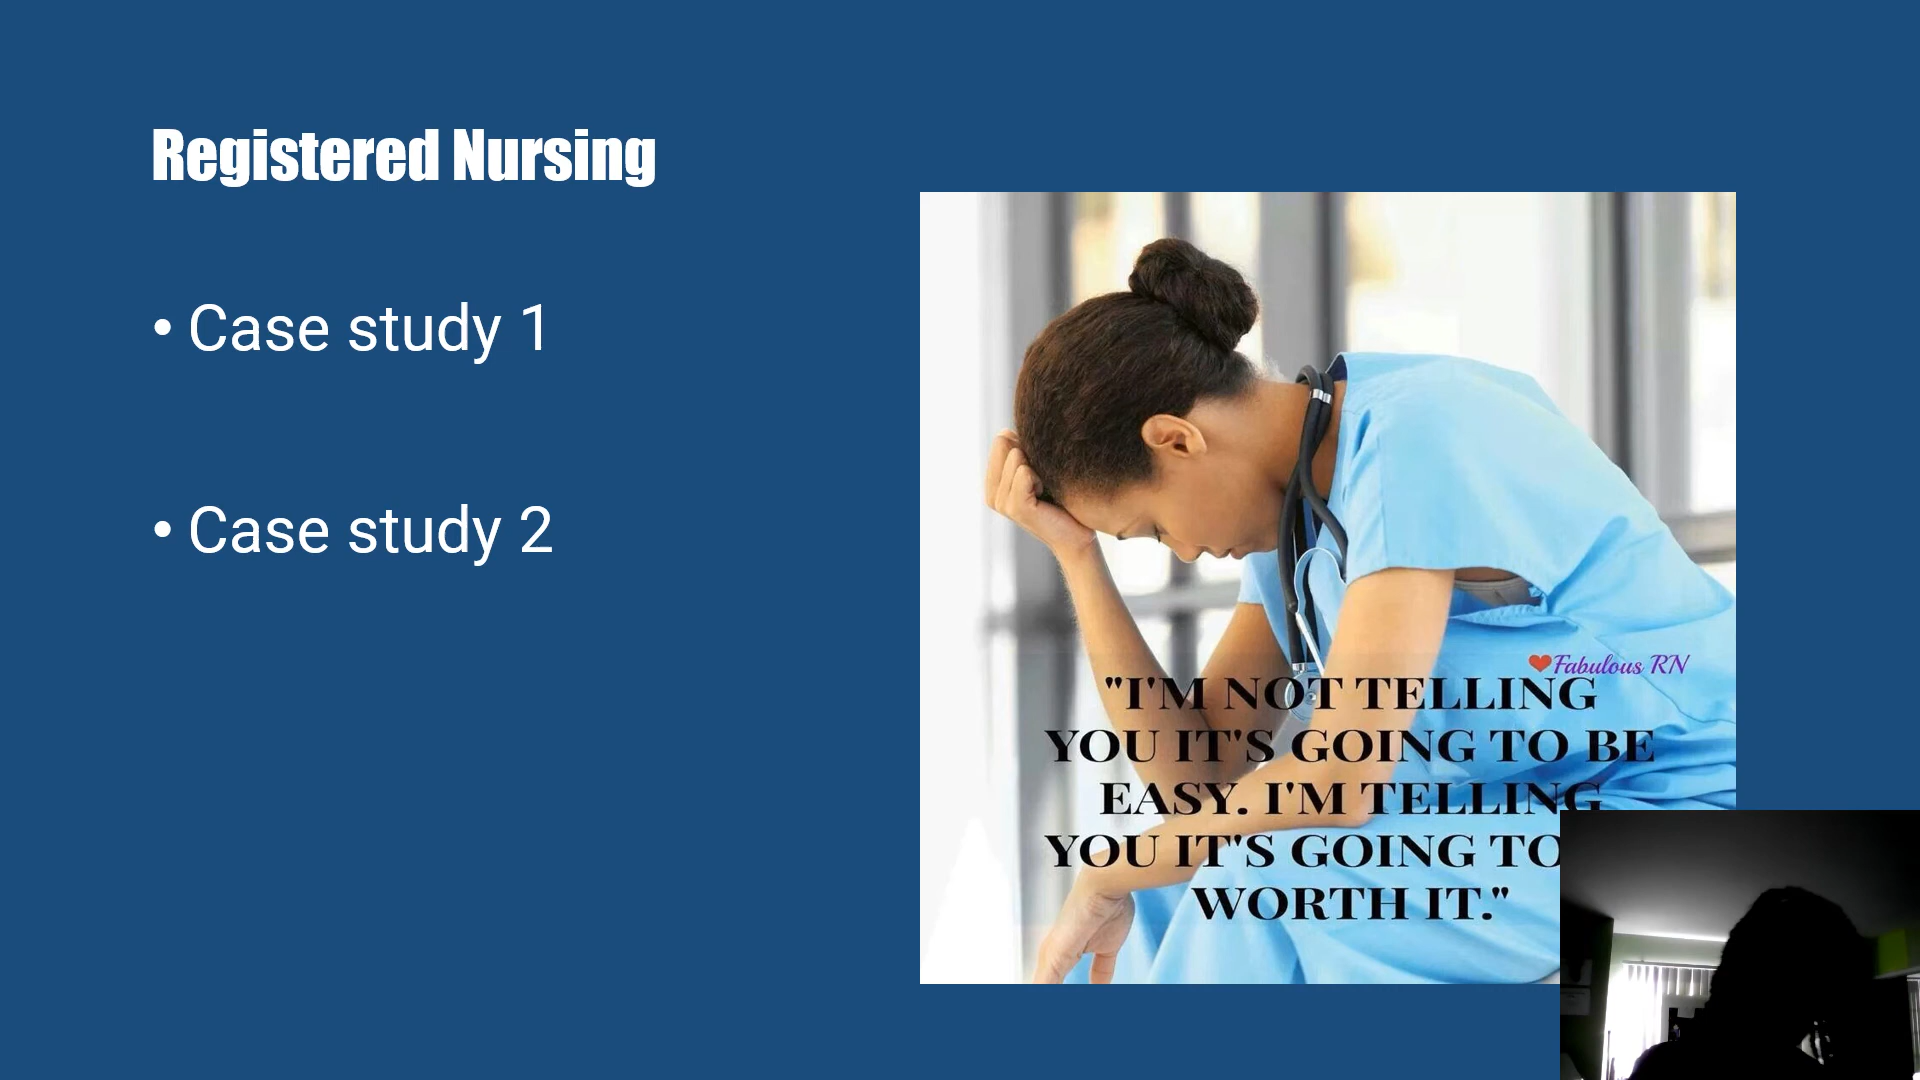 Registered Nursing
• Case study 1
• Case study 2
Fabulous RN
"I'M NOT TELLING
YOU IT'S GOING TO BE
EASY. I'M TELLING
YOU IT'S GOING TO
WORTH IT."